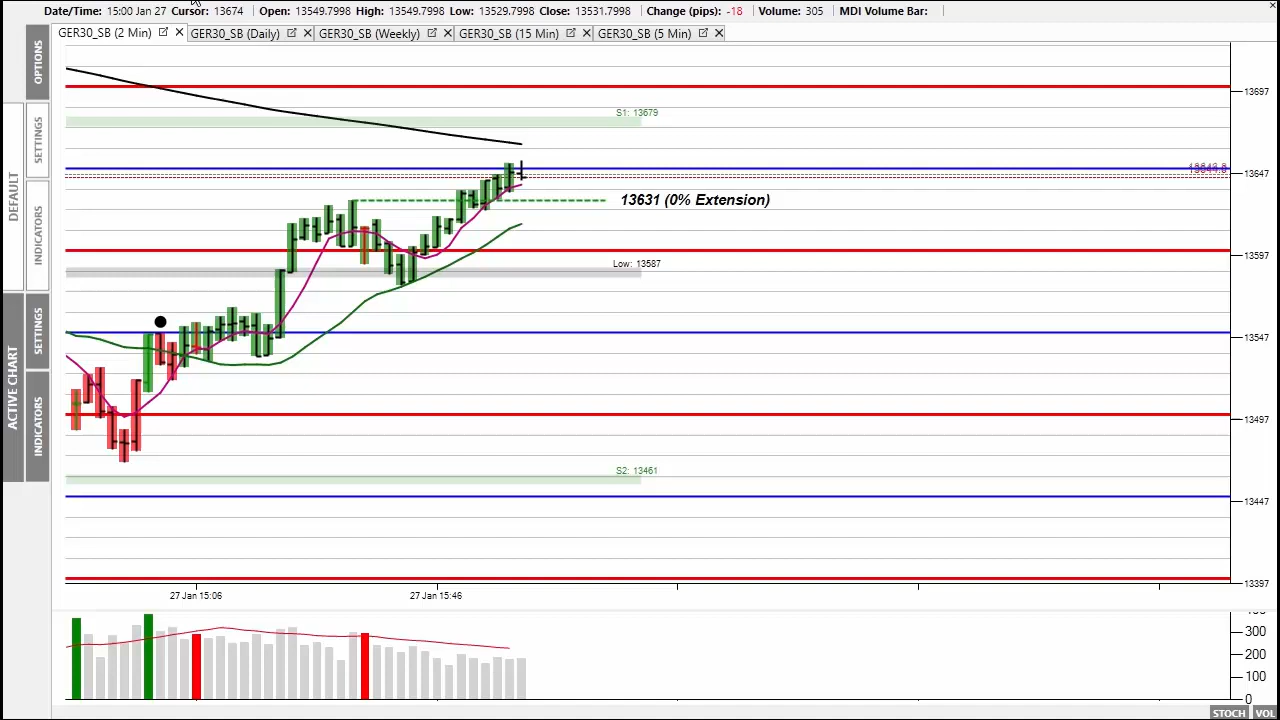 Date/Time: 15:00 Jan 27 Cursor: 13674 Open: 13549.7998 High: 13549.7998 Low: 13529.7998 Close: 13531.7998 Change (pips): -18 Volume: 305 MDI Volume Bar:
GER30_SB (2 Min) GER30_SB (Daily) GER30_SB (Weekly) GER30_SB (15 Min) GER30_SB (5 Min)
OPTIONS
DEFAULT
SETTINGS
INDICATORS
ACTIVE CHART
SETTINGS
INDICATORS
13697
S1: 13679
13647
13631 (0% Extension)
13597
Low: 13587
13547
13497
S2: 13461
13447
13397
27 Jan 15:06 27 Jan 15:46
300
200
100
0
STOCH VOL